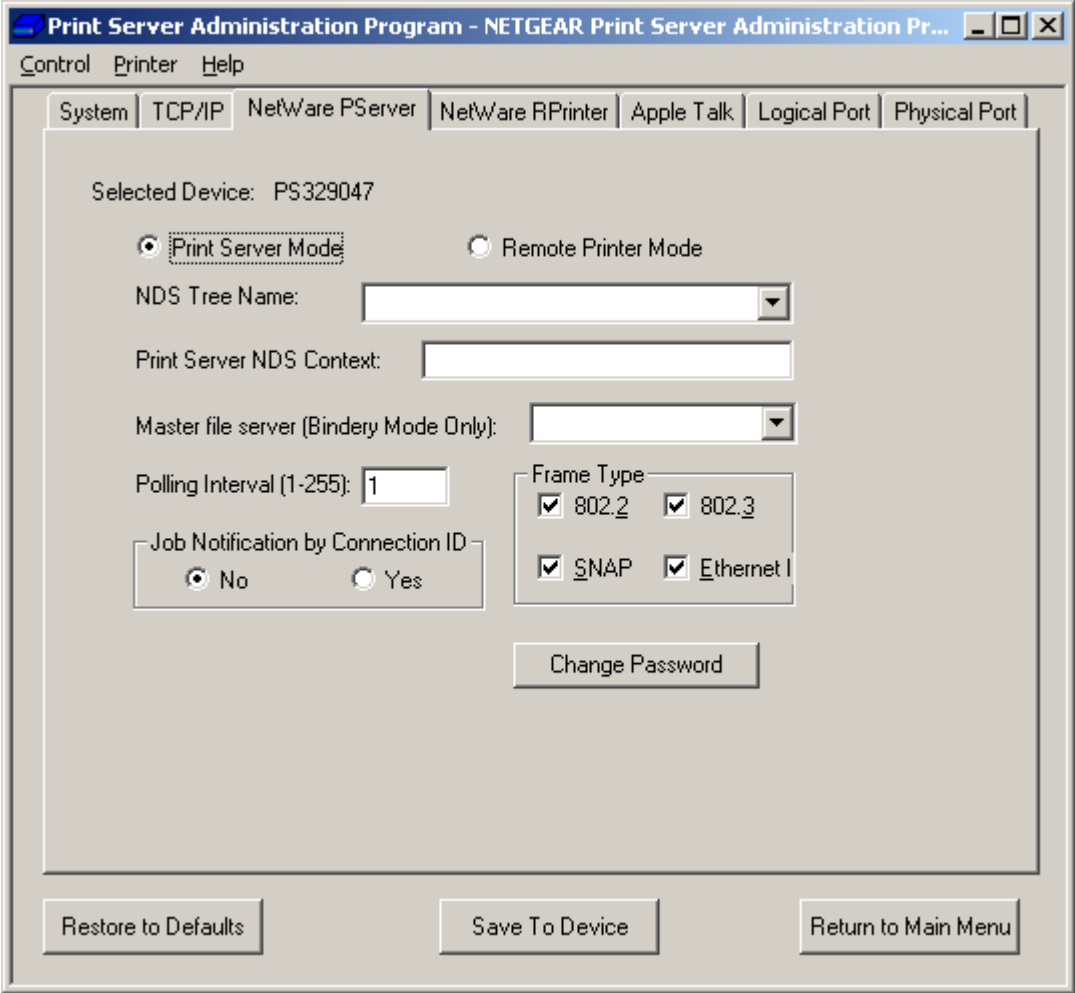 Print Server Administration Program - NETGEAR Print Server Administration Pr...
Control Printer Help
System TCP/IP NetWare PServer NetWare RPrinter Apple Talk Logical Port Physical Port
Selected Device: PS329047
Print Server Mode Remote Printer Mode
NDS Tree Name:
Print Server NDS Context:
Master file server (Bindery Mode Only):
Polling Interval (1-255): 1
Frame Type
802.2 802.3
Job Notification by Connection ID
SNAP Ethernet I
No Yes
Change Password
Restore to Defaults Save To Device Return to Main Menu